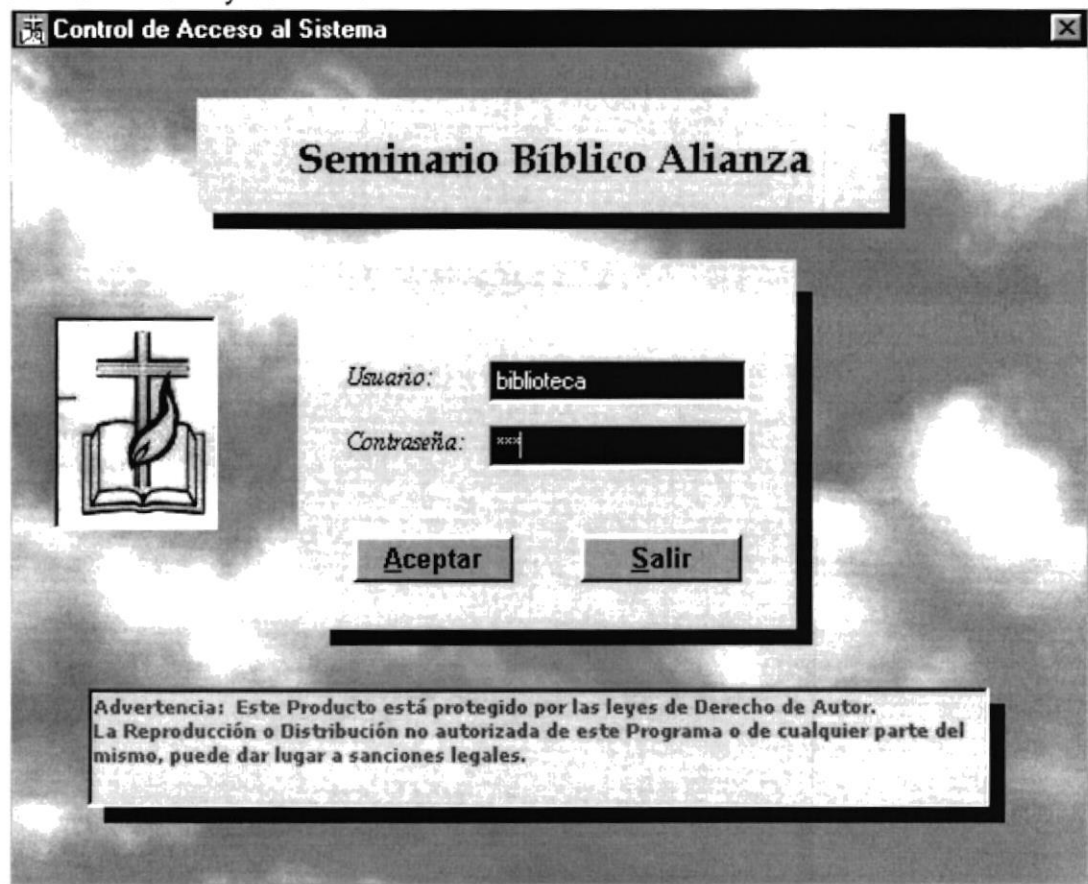 Control de Acceso al Sistema
Seminario Bíblico Alianza
Usuario: biblioteca
Contraseña: xxx
Aceptar Salir
Advertencia: Este Producto está protegido por las leyes de Derecho de Autor.
La Reproducción o Distribución no autorizada de este Programa o de cualquier parte del
mismo, puede dar lugar a sanciones legales.